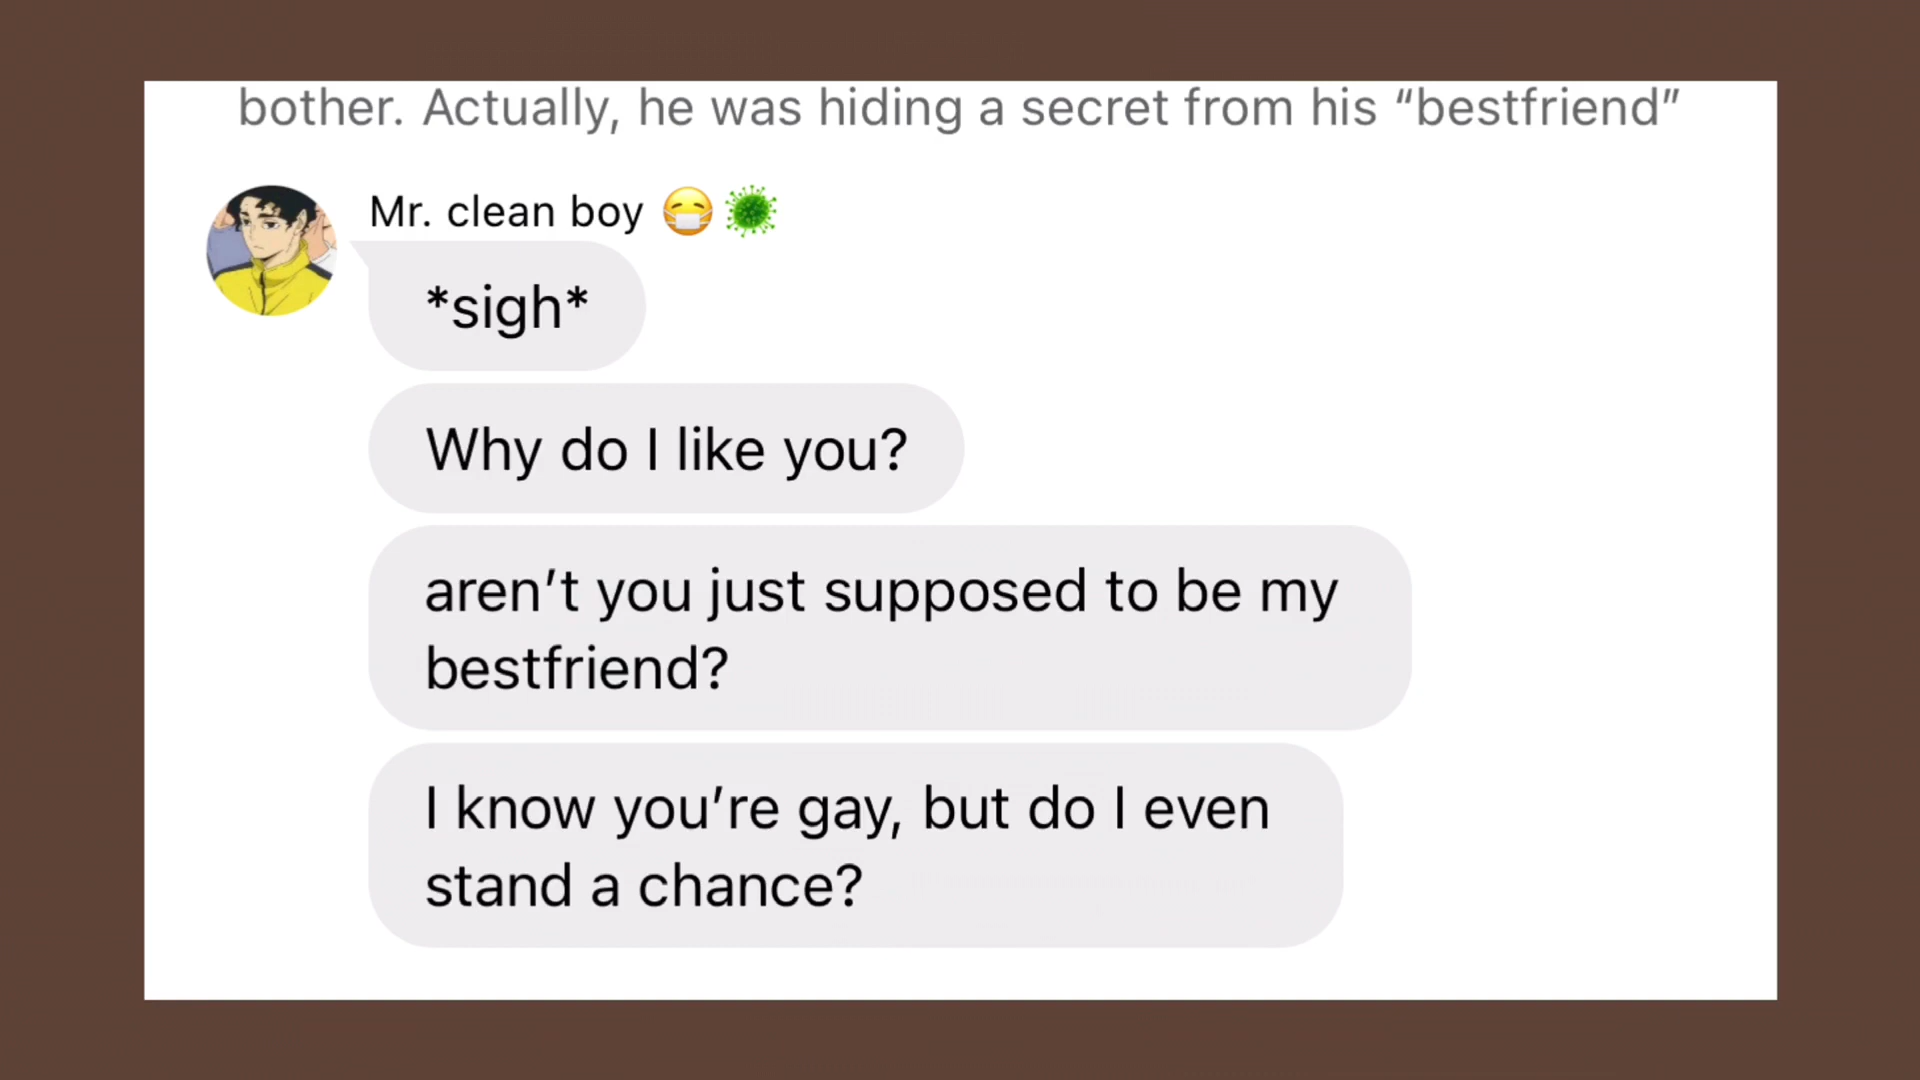 bother. Actually, he was hiding a secret from his “bestfriend”
Mr. clean boy 😷🦠
*sigh*
Why do I like you?
aren’t you just supposed to be my
bestfriend?
I know you’re gay, but do I even
stand a chance?